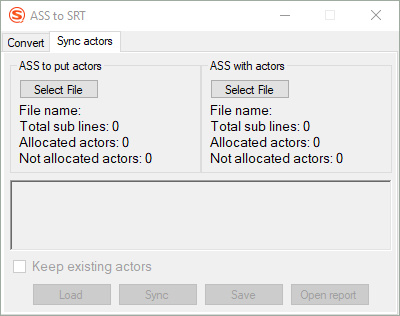 ASS to SRT
Convert
Sync actors
ASS to put actors
Select File
File name:
Total sub lines: 0
Allocated actors: 0
Not allocated actors: 0
ASS with actors
Select File
File name:
Total sub lines: 0
Allocated actors: 0
Not allocated actors: 0
Keep existing actors
Load
Sync
Save
Open report